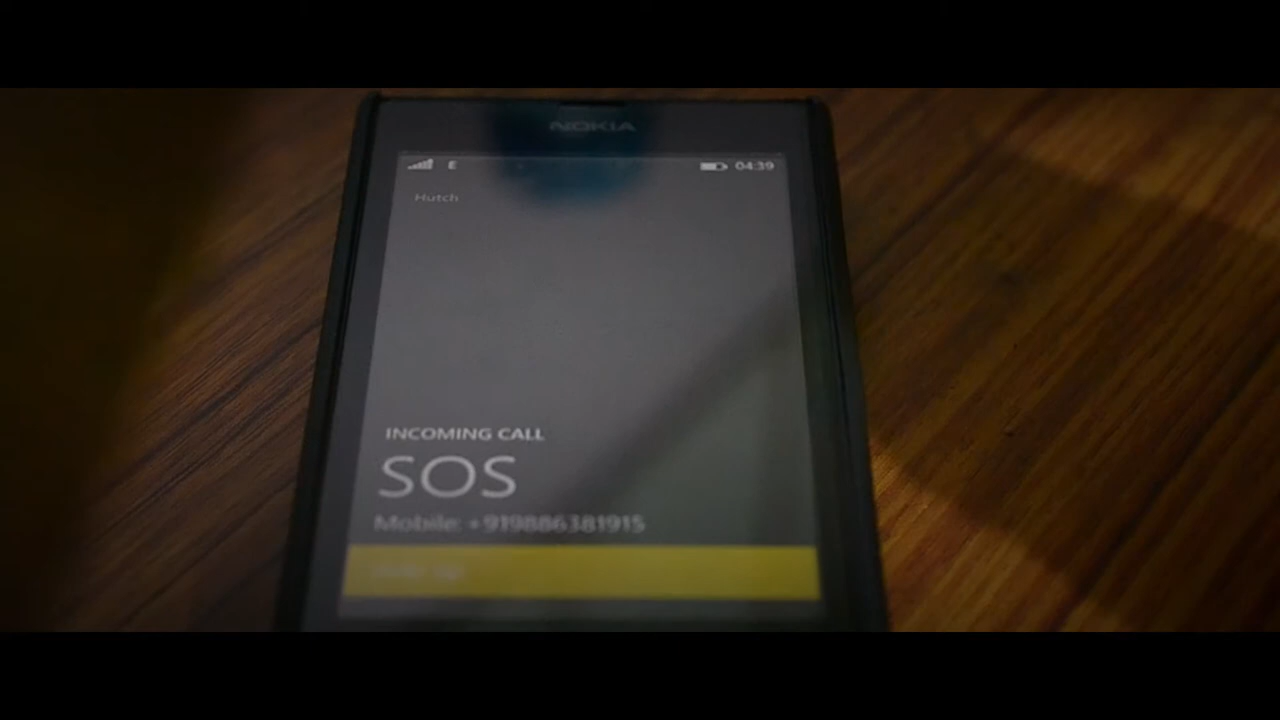 NOKIA
E 04:39
Hutch
INCOMING CALL
SOS
Mobile: +919886381915